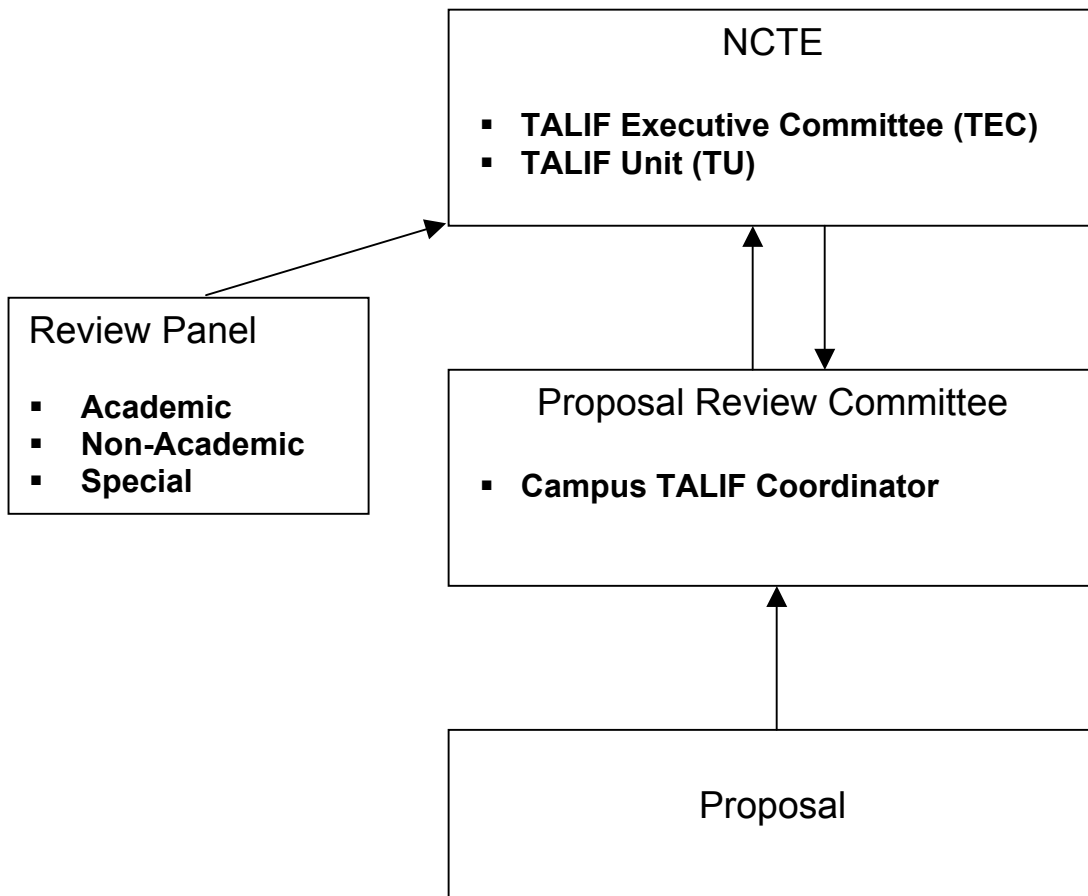 NCTE
▪ TALIF Executive Committee (TEC)
▪ TALIF Unit (TU)
Review Panel
▪ Academic
▪ Non-Academic
▪ Special
Proposal Review Committee
▪ Campus TALIF Coordinator
Proposal